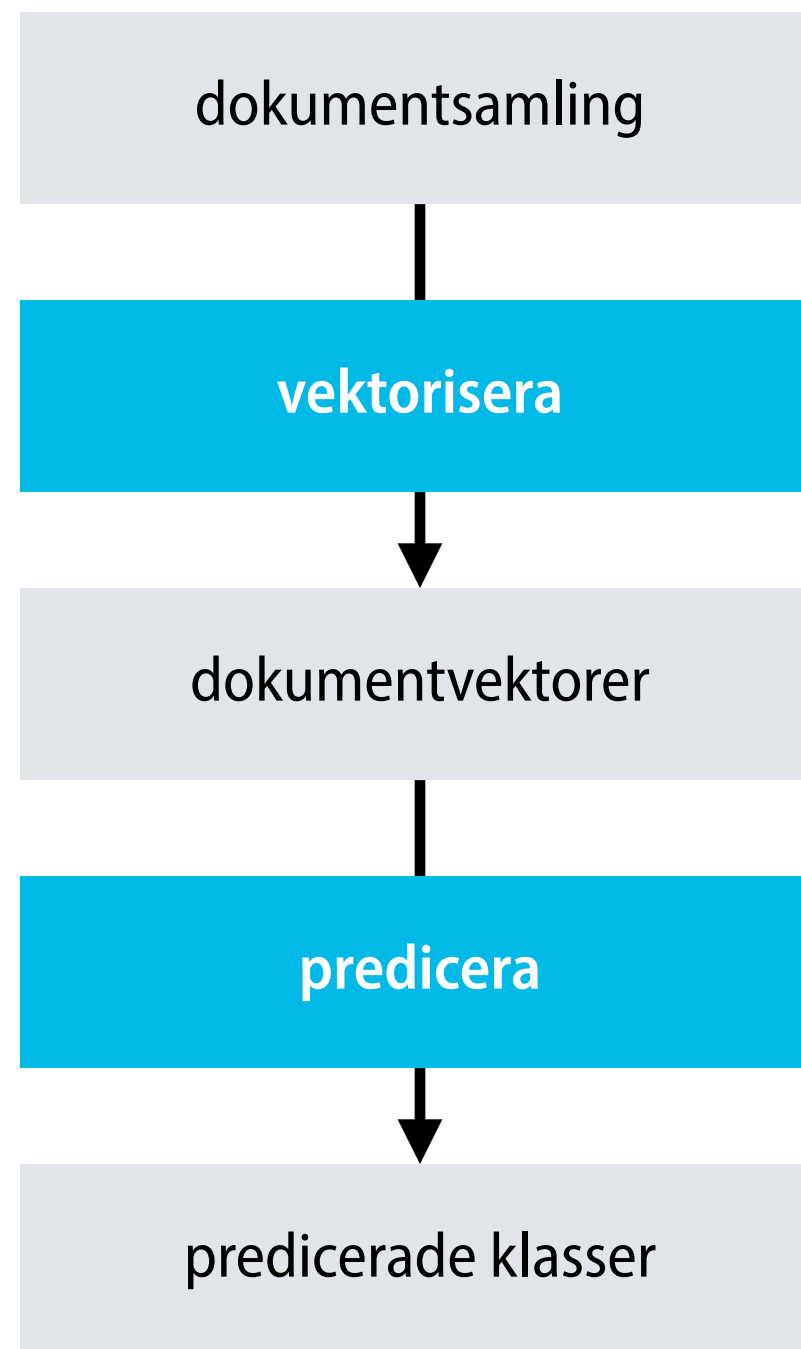 dokumentsamling
vektorisera
dokumentvektorer
predicera
predicerade klasser